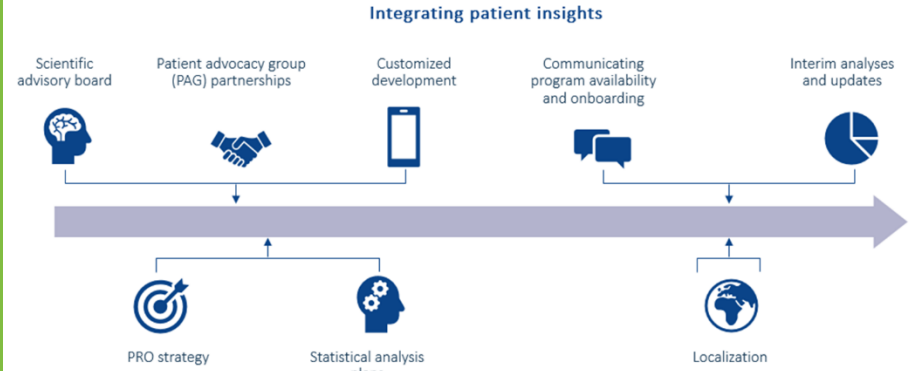 Integrating patient insights
Scientific
advisory board
Patient advocacy group
(PAG) partnerships
Customized
development
Communicating
program availability
and onboarding
Interim analyses
and updates
PRO strategy
Statistical analysis
Localization